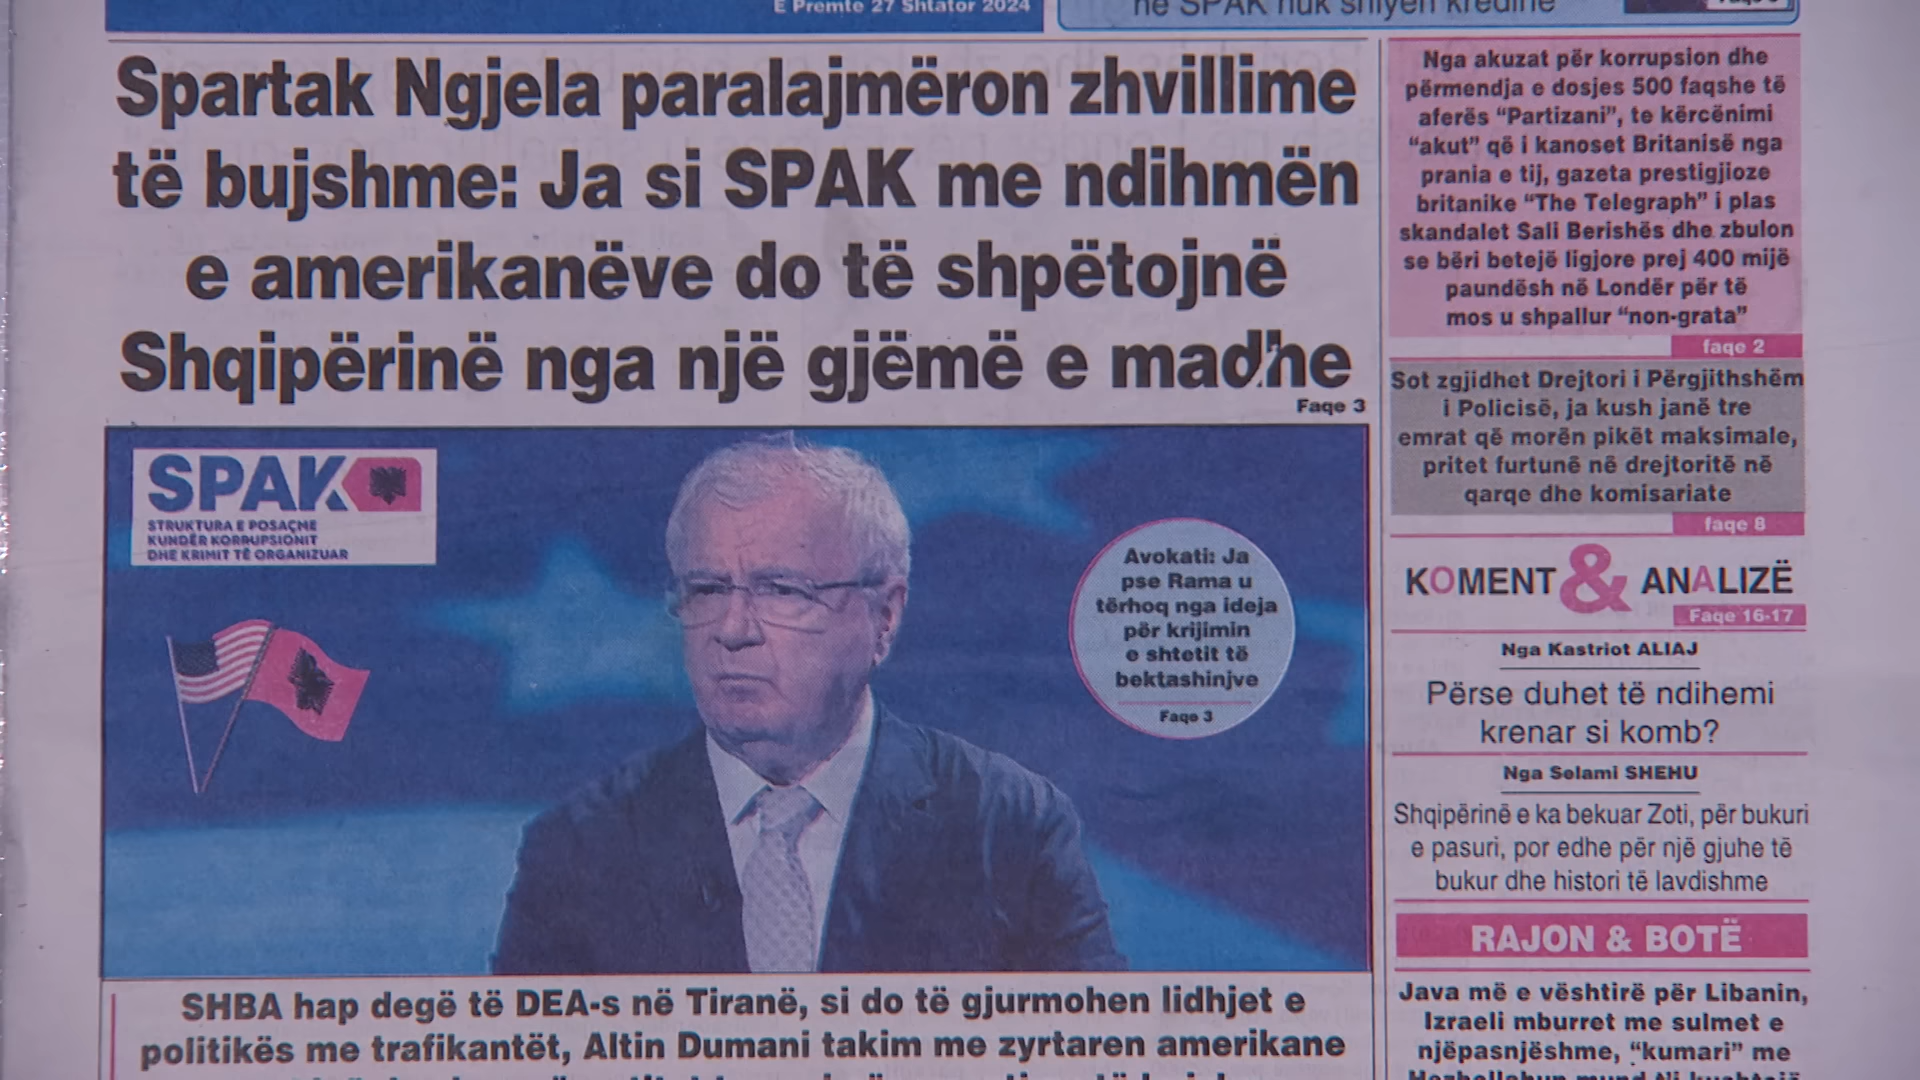 E Premte 27 Shtator 2024
në SPAK nuk shlyen kredinë
Spartak Ngjela paralajmëron zhvillime
të bujshme: Ja si SPAK me ndihmën
e amerikanëve do të shpëtojnë
Shqipërinë nga një gjëmë e madhe
Faqe 3
SPAK
STRUKTURA E POSAÇME
KUNDËR KORRUPSIONIT
DHE KRIMIT TË ORGANIZUAR
Avokati: Ja
pse Rama u
tërhoq nga ideja
për krijimin
e shtetit të
bektashinjve
Faqe 3
SHBA hap degë të DEA-s në Tiranë, si do të gjurmohen lidhjet e
politikës me trafikantët, Altin Dumani takim me zyrtaren amerikane
Nga akuzat për korrupsion dhe
përmendja e dosjes 500 faqshe të
aferës “Partizani”, te kërcënimi
“akut” që i kanoset Britanisë nga
prania e tij, gazeta prestigjioze
britanike “The Telegraph” i plas
skandalet Sali Berishës dhe zbulon
se bëri betejë ligjore prej 400 mijë
paundësh në Londër për të
mos u shpallur “non-grata”
faqe 2
Sot zgjidhet Drejtori i Përgjithshëm
i Policisë, ja kush janë tre
emrat që morën pikët maksimale,
pritet furtunë në drejtoritë në
qarqe dhe komisariate
faqe 8
KOMENT & ANALIZË
Faqe 16-17
Nga Kastriot ALIAJ
Përse duhet të ndihemi
krenar si komb?
Nga Selami SHEHU
Shqipërinë e ka bekuar Zoti, për bukuri
e pasuri, por edhe për një gjuhe të
bukur dhe histori të lavdishme
RAJON & BOTË
Java më e vështirë për Libanin,
Izraeli mburret me sulmet e
njëpasnjëshme, “kumari” me